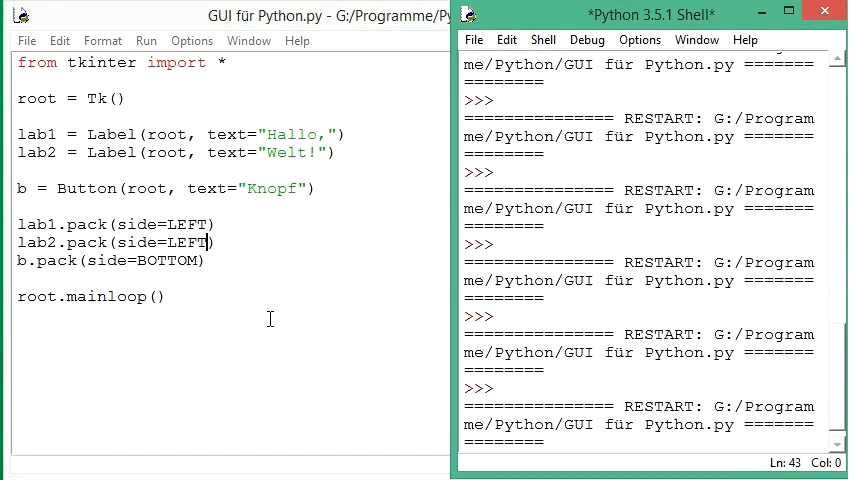 GUI für Python.py - G:/Programme/Py
File Edit Format Run Options Window Help
from tkinter import *
root = Tk()
lab1 = Label(root, text="Hallo,")
lab2 = Label(root, text="Welt!")
b = Button(root, text="Knopf")
lab1.pack(side=LEFT)
lab2.pack(side=LEFT)
b.pack(side=BOTTOM)
root.mainloop()
*Python 3.5.1 Shell*
File Edit Shell Debug Options Window Help
me/Python/GUI für Python.py =======
========
>>>
=============== RESTART: G:/Program
me/Python/GUI für Python.py =======
========
>>>
=============== RESTART: G:/Program
me/Python/GUI für Python.py =======
========
>>>
=============== RESTART: G:/Program
me/Python/GUI für Python.py =======
========
>>>
=============== RESTART: G:/Program
me/Python/GUI für Python.py =======
========
>>>
=============== RESTART: G:/Program
me/Python/GUI für Python.py =======
========
Ln: 43 Col: 0